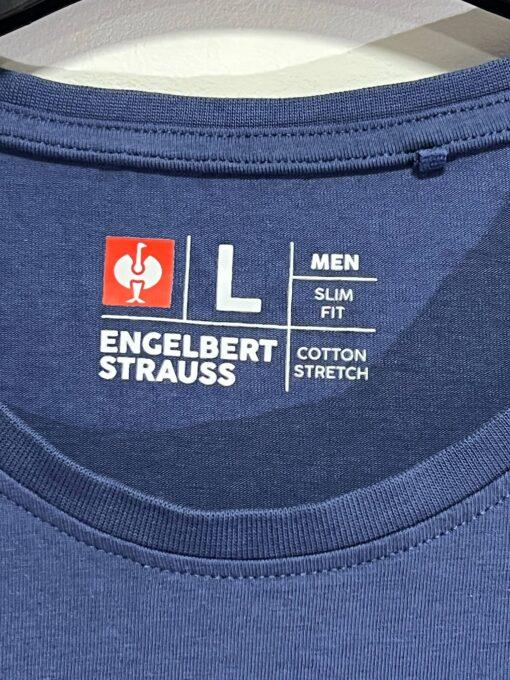 L
MEN
SLIM
FIT
ENGELBERT
STRAUSS
COTTON
STRETCH